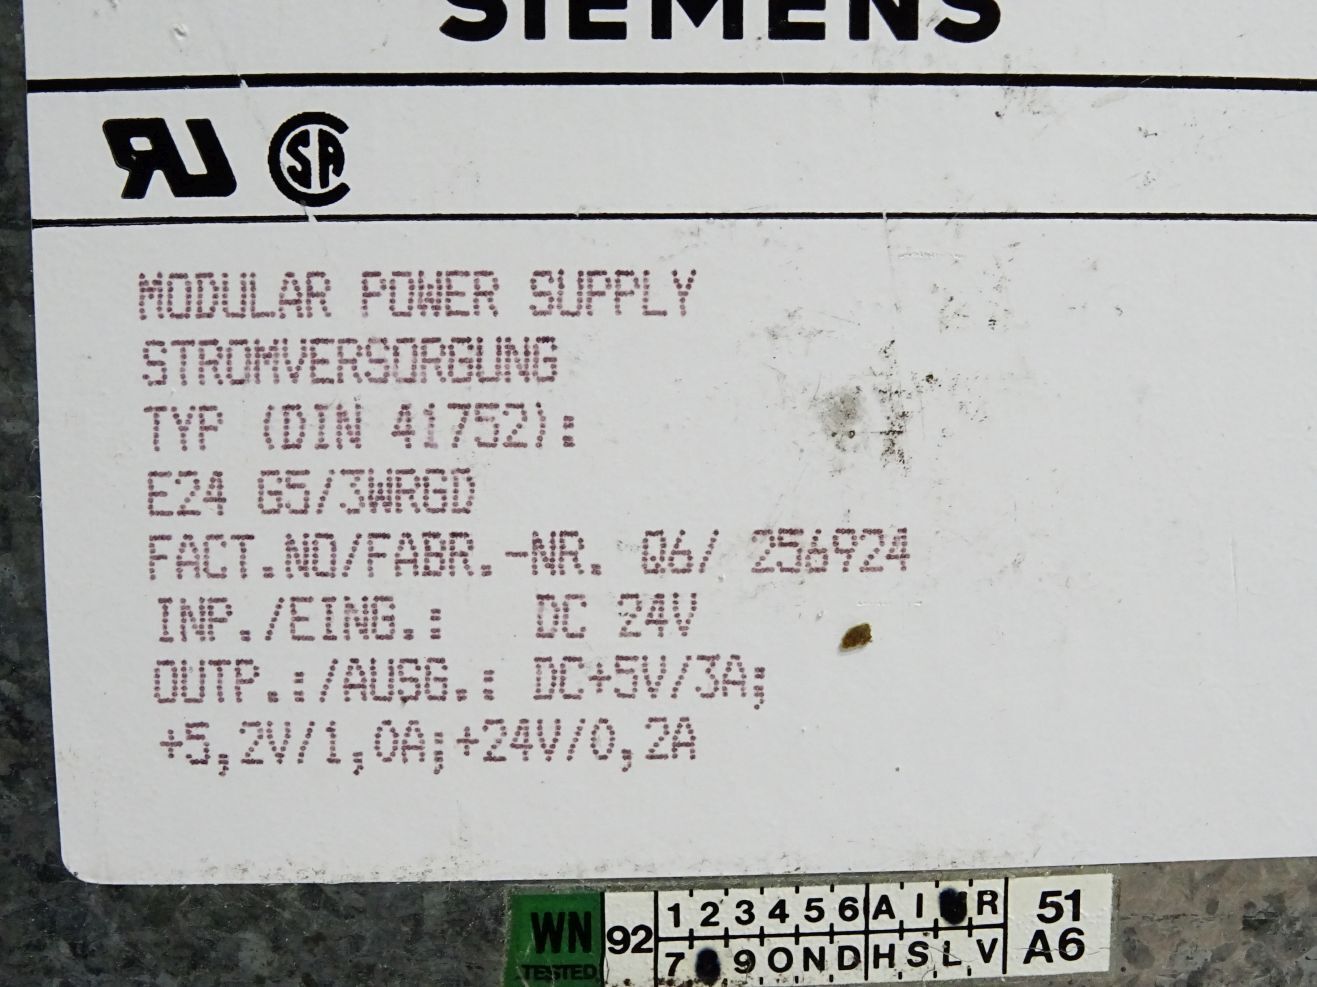 SIEMENS
RU CSA
MODULAR POWER SUPPLY
STROMVERSORGUNG
TYP (DIN 41752):
E24 G5/3WRGD
FACT.NO/FABR.-NR. Q6/ 256924
INP./EING.: DC 24V
OUTP.:/AUSG.: DC+5V/3A;
+5,2V/1,0A;+24V/0,2A
WN TESTED
92
1 2 3 4 5 6 A I R
7 9 O N D H S L V
51
A6